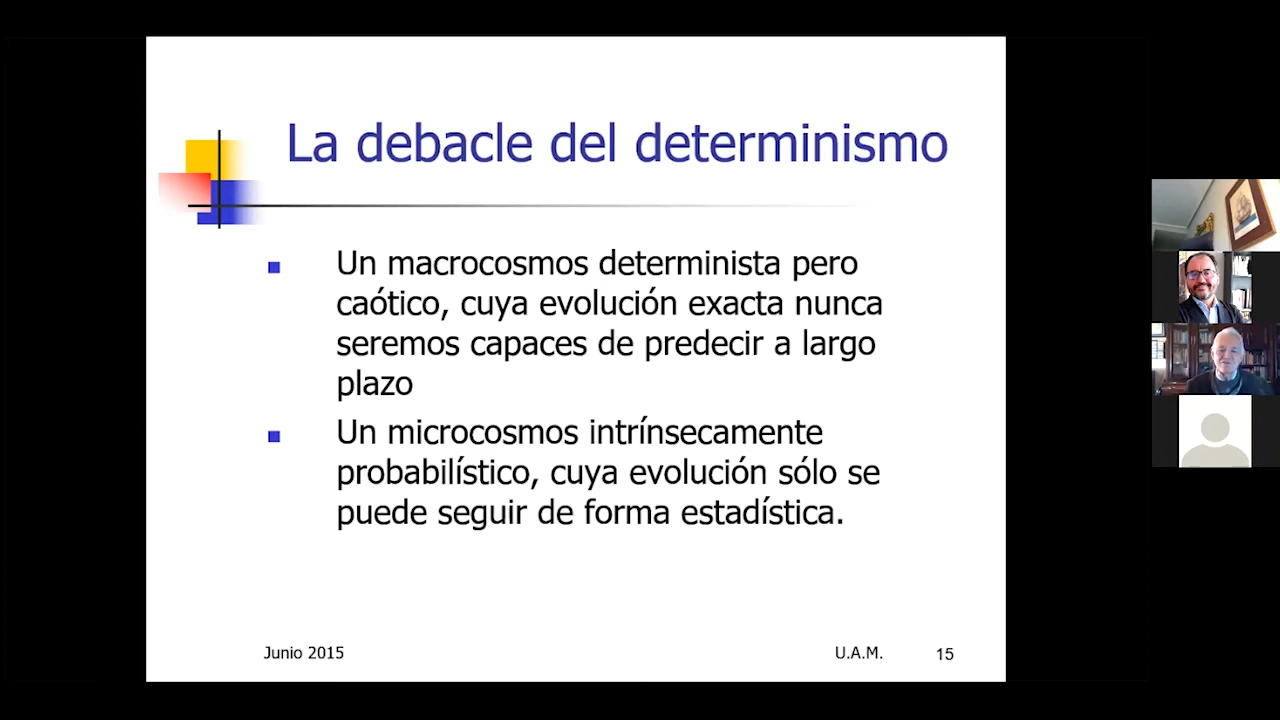 La debacle del determinismo
Un macrocosmos determinista pero
caótico, cuya evolución exacta nunca
seremos capaces de predecir a largo
plazo
Un microcosmos intrínsecamente
probabilístico, cuya evolución sólo se
puede seguir de forma estadística.
Junio 2015
U.A.M.
15